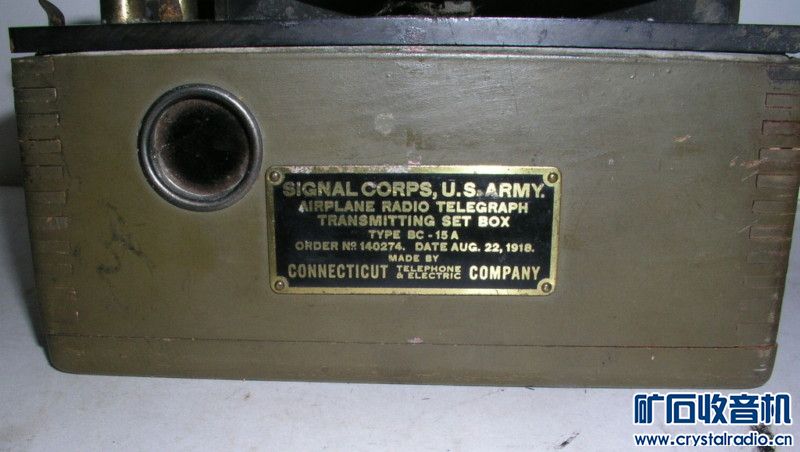 SIGNAL CORPS, U.S. ARMY.
AIRPLANE RADIO TELEGRAPH
TRANSMITTING SET BOX
TYPE BC-15A
ORDER No 140274. DATE AUG. 22, 1918.
MADE BY
CONNECTICUT TELEPHONE & ELECTRIC COMPANY
矿石收音机
www.crystalradio.cn